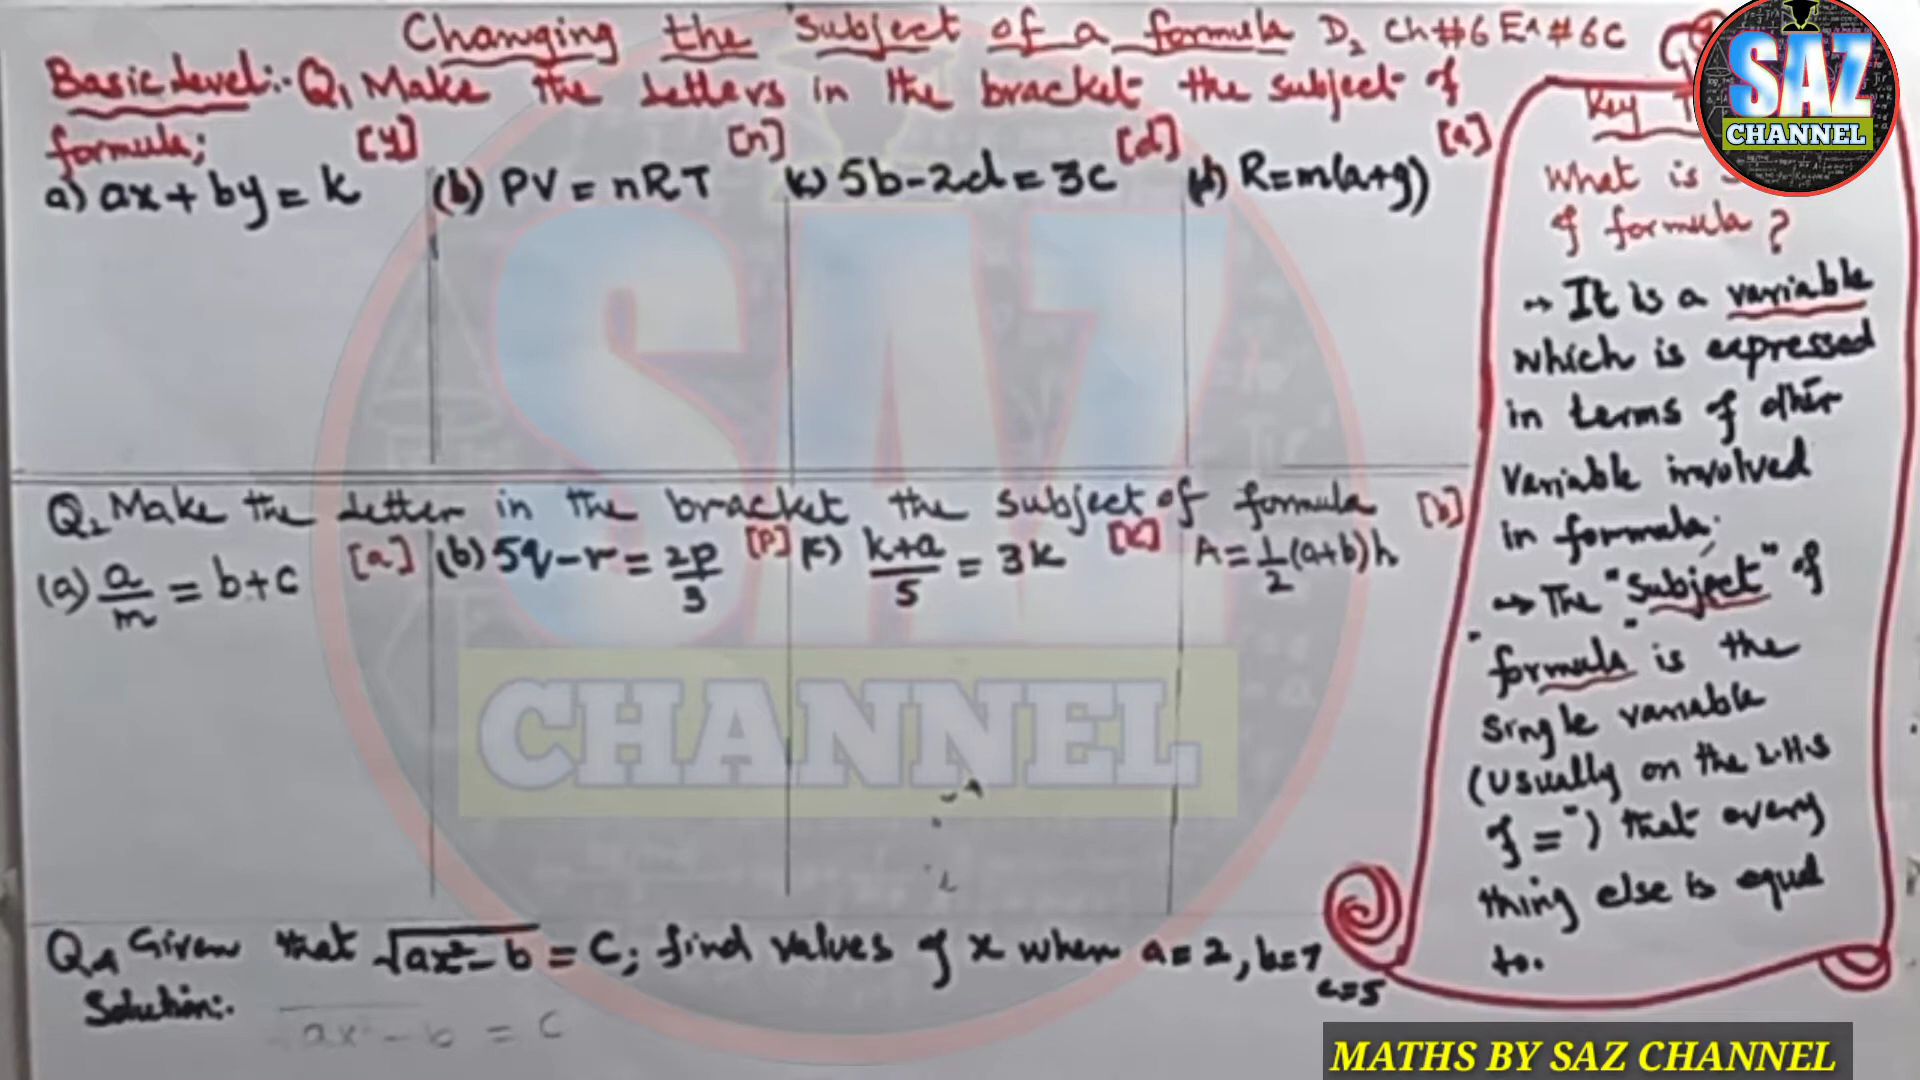 Changing the Subject of a formula D2 Ch#6 Ex#6C
Basic Level:- Q1 Make the letters in the bracket the subject of
formula; [y] [n] [d] [a]
a) ax + by = k (b) PV = nRT (c) 5b-2d = 3c (d) R=m(a+g)
Q2 Make the letter in the bracket the subject of formula [b]
(a) a/m = b+c [a] (b) 5q-r = 2p/3 [P] (c) k+a/5 = 3k [k] A=1/2(a+b)h
Q4 Given that √ax²-b = C; find values of x when a=2, b=7
c=5
Solution:-
√ax²-b = c
Key
What is
of formula?
→ It is a variable
which is expressed
in terms of other
variable involved
in formula;
→ The "Subject" of
"formula" is the
single variable
(usually on the L.H.S
of "=") that every
thing else is equal
to.
SAZ
CHANNEL
SAZ
CHANNEL
MATHS BY SAZ CHANNEL